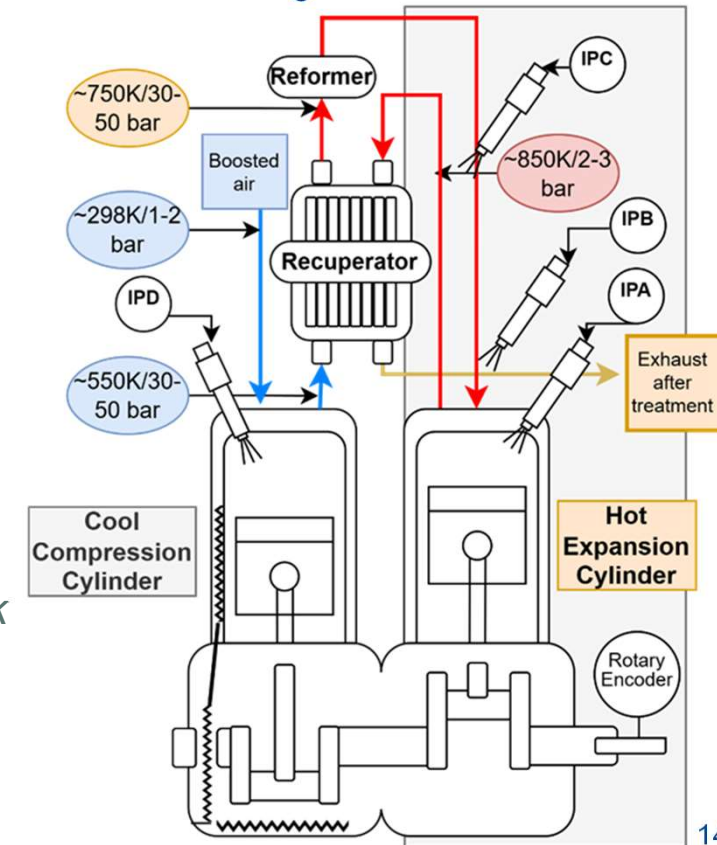 IPC
Reformer
~750K/30-
50 bar
Boosted
air
~850K/2-3
bar
~298K/1-2
bar
IPB
Recuperator
IPD
IPA
Exhaust
after
treatment
~550K/30-
50 bar
Cool
Compression
Cylinder
Hot
Expansion
Cylinder
Rotary
Encoder